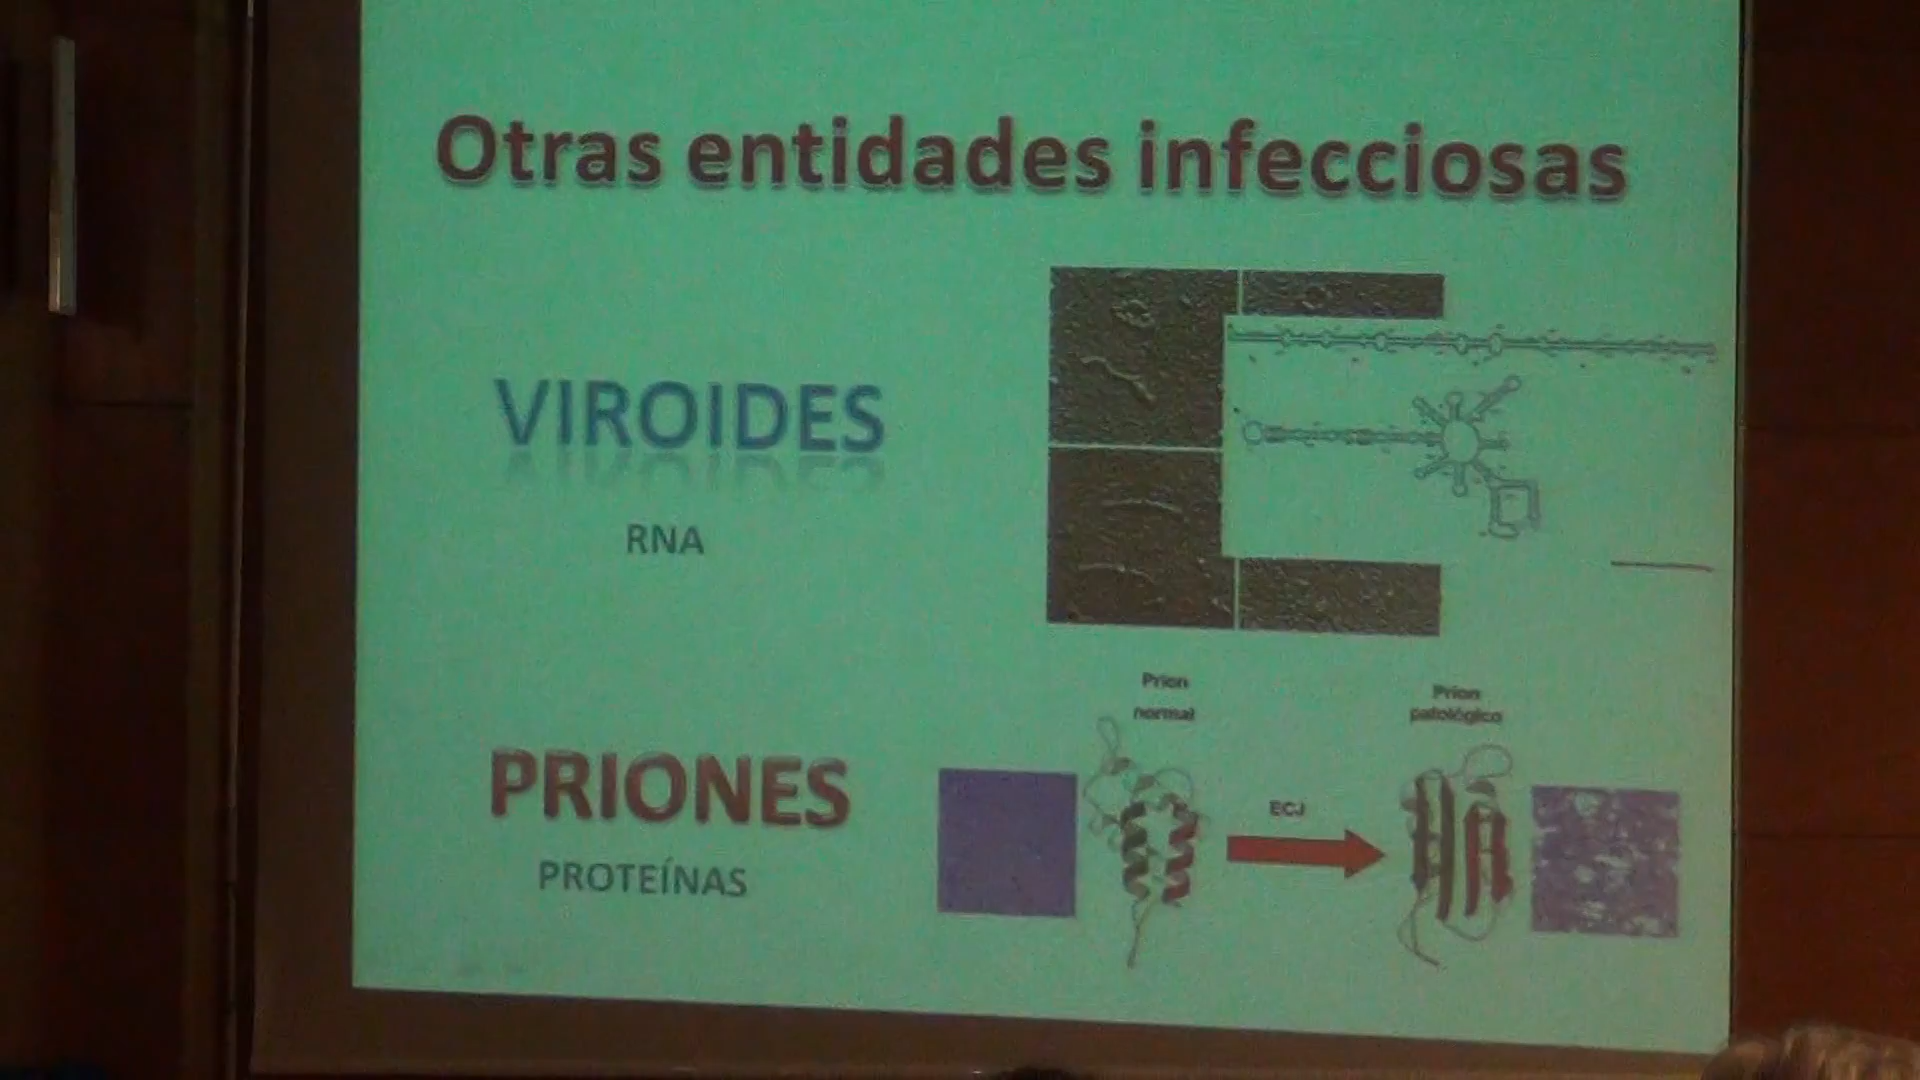 Otras entidades infecciosas
VIROIDES
RNA
Prion
normal
Prion
patológico
ECJ
PRIONES
PROTEÍNAS